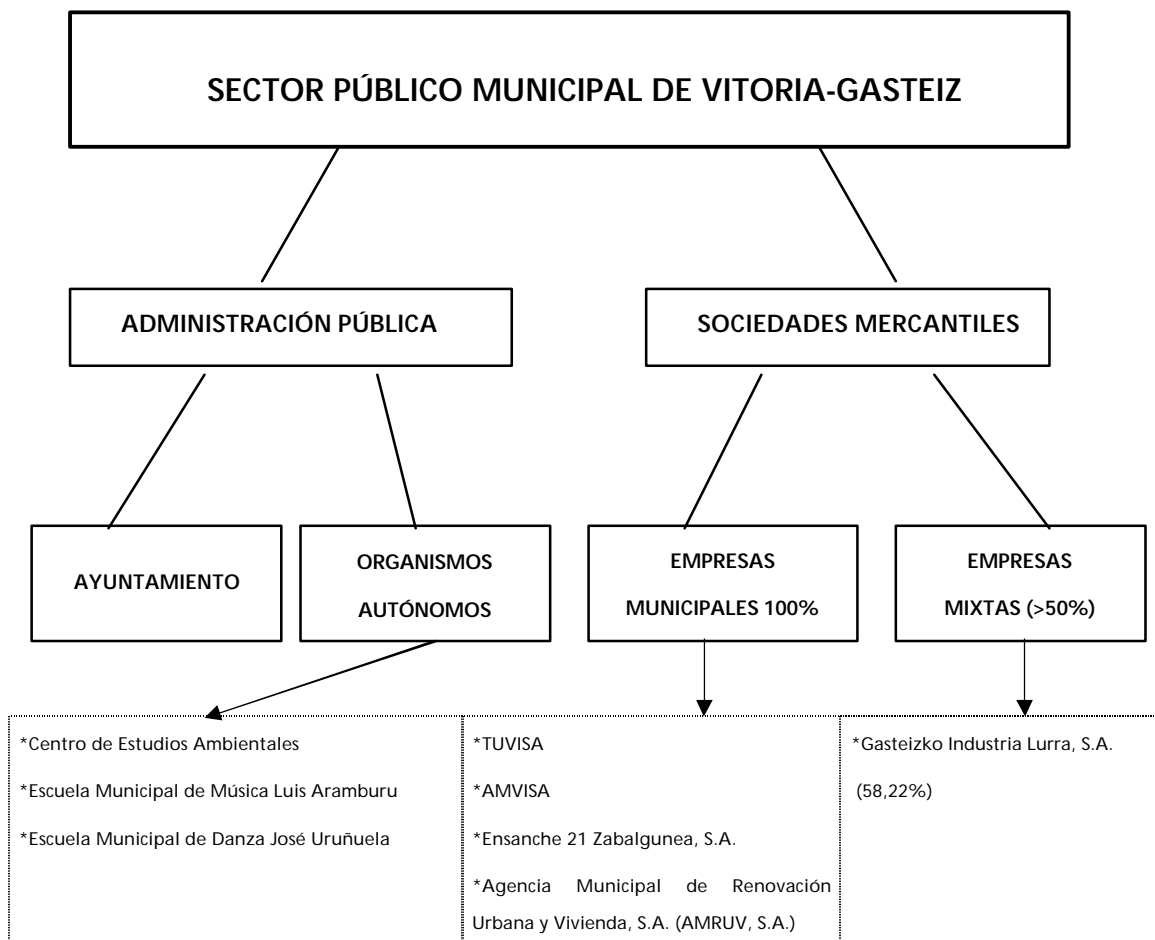 SECTOR PÚBLICO MUNICIPAL DE VITORIA-GASTEIZ
ADMINISTRACIÓN PÚBLICA
SOCIEDADES MERCANTILES
AYUNTAMIENTO
ORGANISMOS
AUTÓNOMOS
EMPRESAS
MUNICIPALES 100%
EMPRESAS
MIXTAS (>50%)
*Centro de Estudios Ambientales
*Escuela Municipal de Música Luis Aramburu
*Escuela Municipal de Danza José Uruñuela
*TUVISA
*AMVISA
*Ensanche 21 Zabalgunea, S.A.
*Agencia Municipal de Renovación
Urbana y Vivienda, S.A. (AMRUV, S.A.)
*Gasteizko Industria Lurra, S.A.
(58,22%)